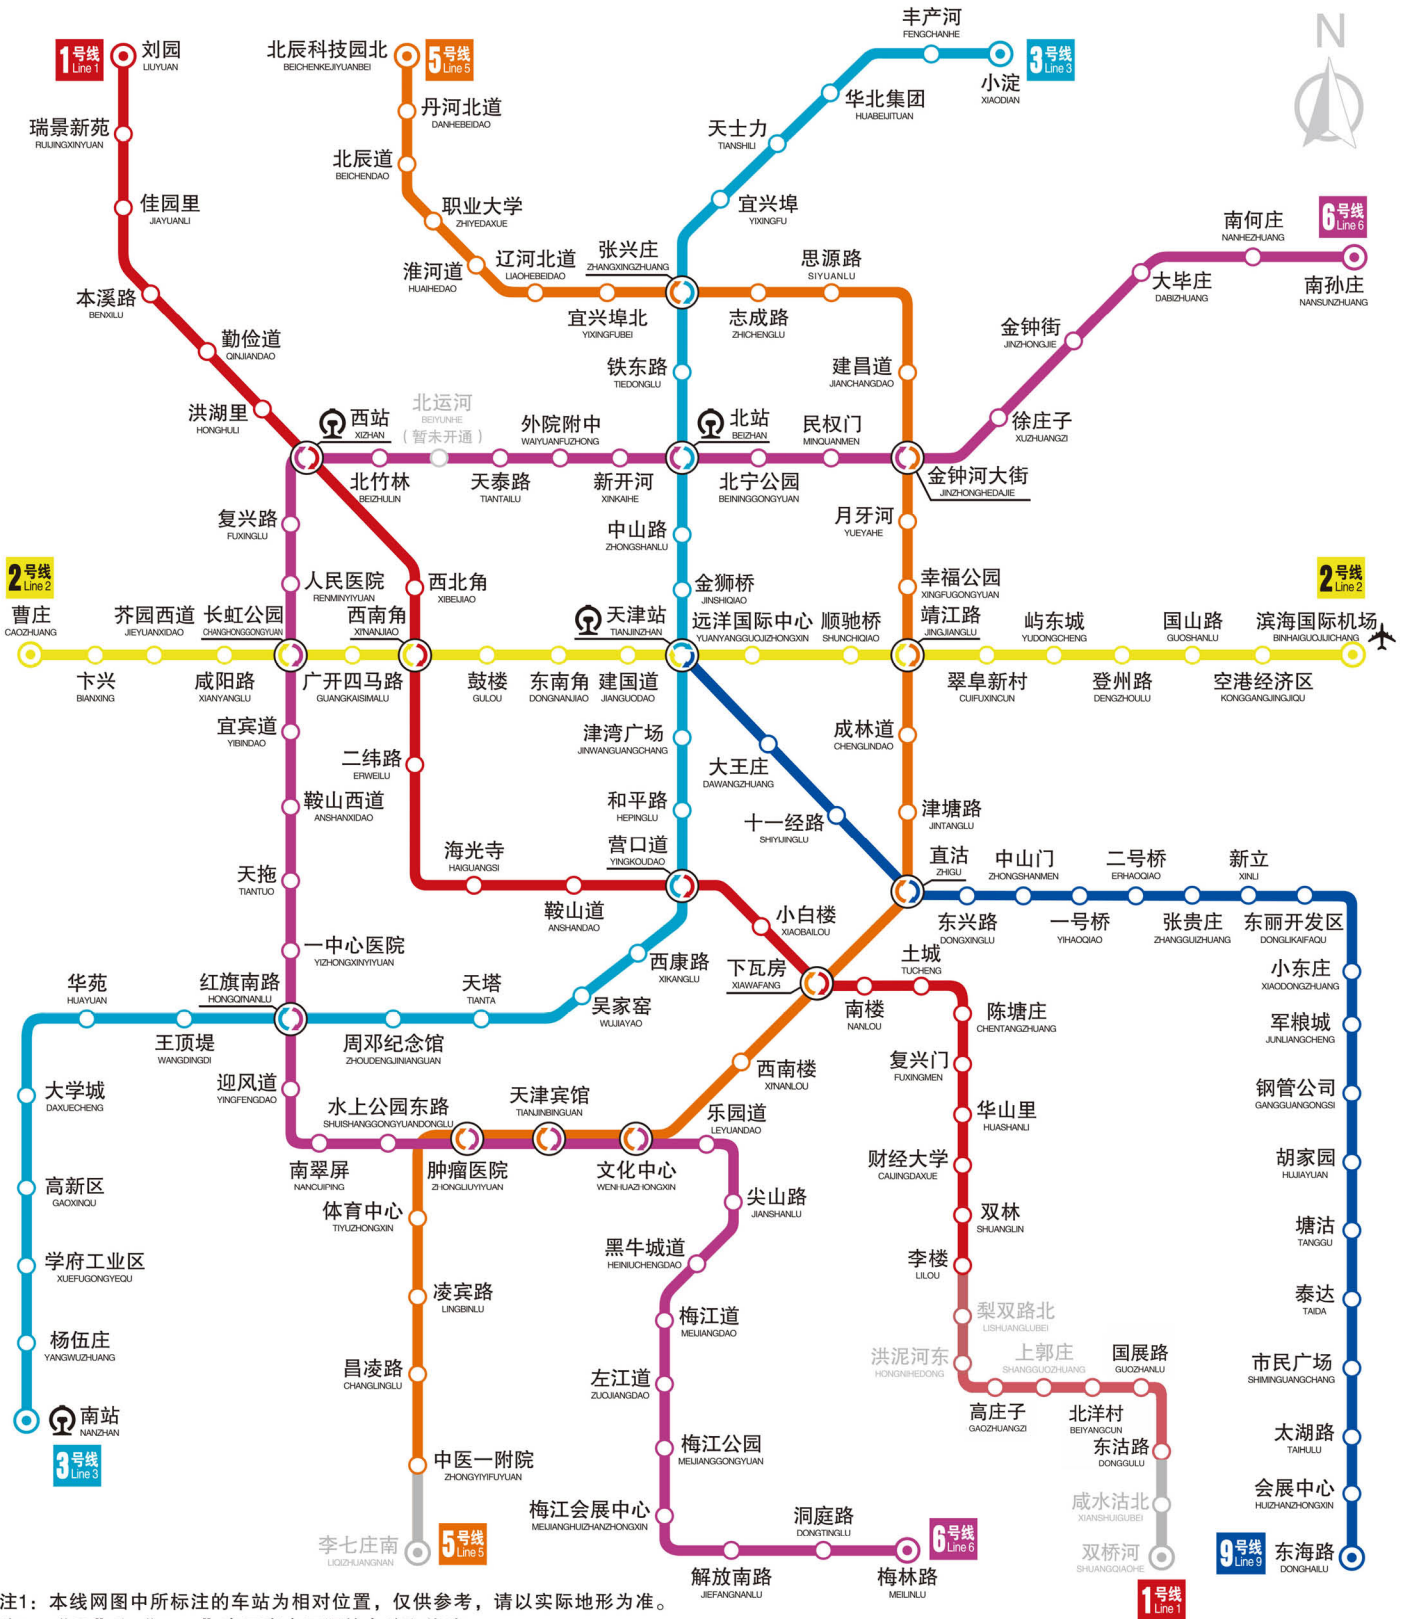 丰产河
FENGCHANHE
1号线
Line 1
刘园
LIUYUAN
北辰科技园北
BEICHENKEJIYUANBEI
5号线
Line 5
3号线
Line 3
小淀
XIAODIAN
N
丹河北道
DANHEBEIDAO
华北集团
HUABEIJITUAN
瑞景新苑
RUIJINGXINYUAN
天士力
TIANSHILI
北辰道
BEICHENDAO
佳园里
JIAYUANLI
职业大学
ZHIYEDAXUE
宜兴埠
YIXINGFU
6号线
Line 6
南何庄
NANHEZHUANG
张兴庄
ZHANGXINGZHUANG
辽河北道
LIAOHEBEIDAO
思源路
SIYUANLU
淮河道
HUAIHEDAO
大毕庄
DABIZHUANG
南孙庄
NANSUNZHUANG
本溪路
BENXILU
宜兴埠北
YIXINGFUBEI
志成路
ZHICHENGLU
金钟街
JINZHONGJIE
勤俭道
QINJIANDAO
铁东路
TIEDONGLU
建昌道
JIANCHANGDAO
洪湖里
HONGHULI
西站
XIZHAN
北运河
BEIYUNHE
（暂未开通）
外院附中
WAIYUANFUZHONG
北站
BEIZHAN
民权门
MINQUANMEN
徐庄子
XUZHUANGZI
北竹林
BEIZHULIN
天泰路
TIANTAILU
新开河
XINKAIHE
北宁公园
BEININGGONGYUAN
金钟河大街
JINZHONGHEDAJIE
复兴路
FUXINGLU
中山路
ZHONGSHANLU
月牙河
YUEYAHE
2号线
Line 2
人民医院
RENMINYIYUAN
西北角
XIBEIJIAO
金狮桥
JINSHIQIAO
幸福公园
XINGFUGONGYUAN
2号线
Line 2
曹庄
CAOZHUANG
芥园西道
JIEYUANXIDAO
长虹公园
CHANGHONGGONGYUAN
西南角
XI'NANJIAO
天津站
TIANJINZHAN
远洋国际中心
YUANYANGGUOJIZHONGXIN
顺驰桥
SHUNCHIQIAO
靖江路
JINGJIANGLU
屿东城
YUDONGCHENG
国山路
GUOSHANLU
滨海国际机场
BINHAIGUOJIJICHANG
卞兴
BIANXING
咸阳路
XIANYANGLU
广开四马路
GUANGKAISIMALU
鼓楼
GULOU
东南角
DONGNANJIAO
建国道
JIANGUODAO
翠阜新村
CUIFUXINCUN
登州路
DENGZHOULU
空港经济区
KONGGANGJINGJIQU
宜宾道
YIBINDAO
津湾广场
JINWANGUANGCHANG
成林道
CHENGLINDAO
二纬路
ERWEILU
大王庄
DAWANGZHUANG
鞍山西道
ANSHANXIDAO
和平路
HEPINGLU
十一经路
SHIYIJINGLU
津塘路
JINTANGLU
海光寺
HAIGUANGSI
营口道
YINGKOUDAO
直沽
ZHIGU
中山门
ZHONGSHANMEN
二号桥
ERHAOQIAO
新立
XINLI
天拖
TIANTUO
鞍山道
ANSHANDAO
小白楼
XIAOBAILOU
东兴路
DONGXINGLU
一号桥
YIHAOQIAO
张贵庄
ZHANGGUIZHUANG
东丽开发区
DONGLIKAIFAQU
一中心医院
YIZHONGXINYIYUAN
西康路
XIKANGLU
下瓦房
XIAWAFANG
土城
TUCHENG
小东庄
XIAODONGZHUANG
华苑
HUAYUAN
红旗南路
HONGQI'NANLU
天塔
TIANTA
吴家窑
WUJIAYAO
南楼
NANLOU
陈塘庄
CHENTANGZHUANG
军粮城
JUNLIANGCHENG
王顶堤
WANGDINGDI
周邓纪念馆
ZHOUDENGJINIANGUAN
大学城
DAXUECHENG
迎风道
YINGFENGDAO
西南楼
XI'NANLOU
复兴门
FUXINGMEN
钢管公司
GANGGUANGONGSI
水上公园东路
SHUISHANGGONGYUANDONGLU
天津宾馆
TIANJINBINGUAN
乐园道
LEYUANDAO
华山里
HUASHANLI
南翠屏
NANCUIPING
肿瘤医院
ZHONGLIUYIYUAN
文化中心
WENHUAZHONGXIN
财经大学
CAIJINGDAXUE
胡家园
HUJIAYUAN
高新区
GAOXINQU
体育中心
TIYUZHONGXIN
尖山路
JIANSHANLU
双林
SHUANGLIN
塘沽
TANGGU
学府工业区
XUEFUGONGYEQU
黑牛城道
HEINIUCHENGDAO
李楼
LILOU
凌宾路
LINGBINLU
梅江道
MEIJIANGDAO
梨双路北
LISHUANGLUBEI
泰达
TAIDA
杨伍庄
YANGWUZHUANG
昌凌路
CHANGLINGLU
左江道
ZUOJIANGDAO
洪泥河东
HONGNIHEDONG
上郭庄
SHANGGUOZHUANG
国展路
GUOZHANLU
市民广场
SHIMINGUANGCHANG
南站
NANZHAN
高庄子
GAOZHUANGZI
北洋村
BEIYANGCUN
3号线
Line 3
中医一附院
ZHONGYIYIFUYUAN
梅江公园
MEIJIANGGONGYUAN
东沽路
DONGGULU
太湖路
TAIHULU
梅江会展中心
MEIJIANGHUIZHANZHONGXIN
洞庭路
DONGTINGLU
咸水沽北
XIANSHUIGUBEI
会展中心
HUIZHANZHONGXIN
李七庄南
LIQIZHUANGNAN
5号线
Line 5
6号线
Line 6
双桥河
SHUANGQIAOHE
9号线
Line 9
东海路
DONGHAILU
解放南路
JIEFANGNANLU
梅林路
MEILINLU
1号线
Line 1
注1：本线网图中所标注的车站为相对位置，仅供参考，请以实际地形为准。